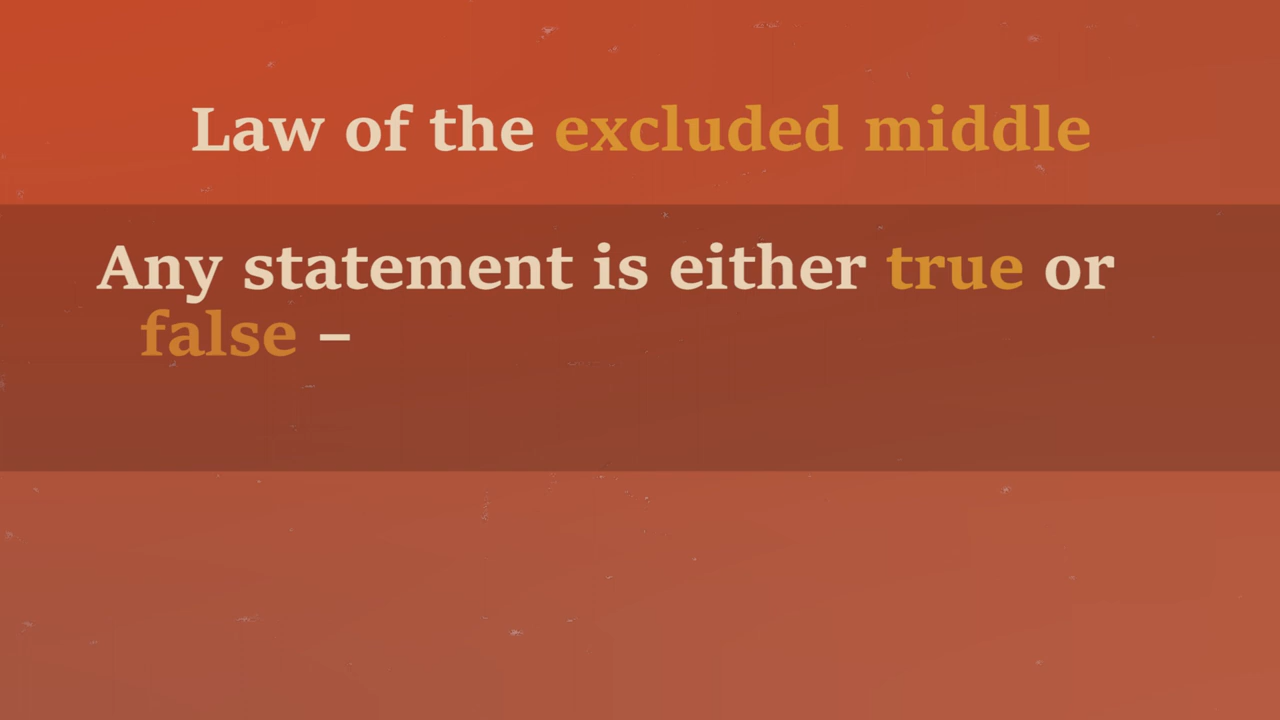 Law of the excluded middle
Any statement is either true or
false –